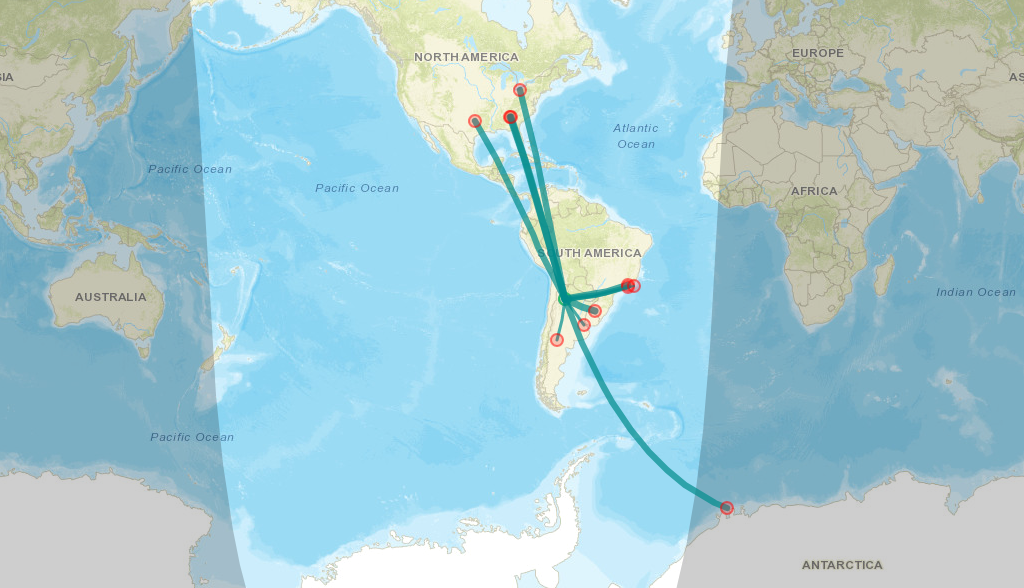 NORTH AMERICA
EUROPE
SIA
AS
Atlantic
Ocean
Pacific Ocean
Pacific Ocean
AFRICA
SOUTH AMERICA
AUSTRALIA
Indian Ocean
Pacific Ocean
ANTARCTICA